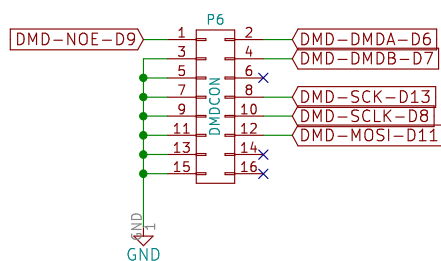 P6
DMD-NOE-D9 1 2 DMD-DMDA-D6
3 4 DMD-DMDB-D7
5 6
7 8 DMD-SCK-D13
9 10 DMD-SCLK-D8
11 12 DMD-MOSI-D11
13 14
15 16
DMDCON
GND
1
GND